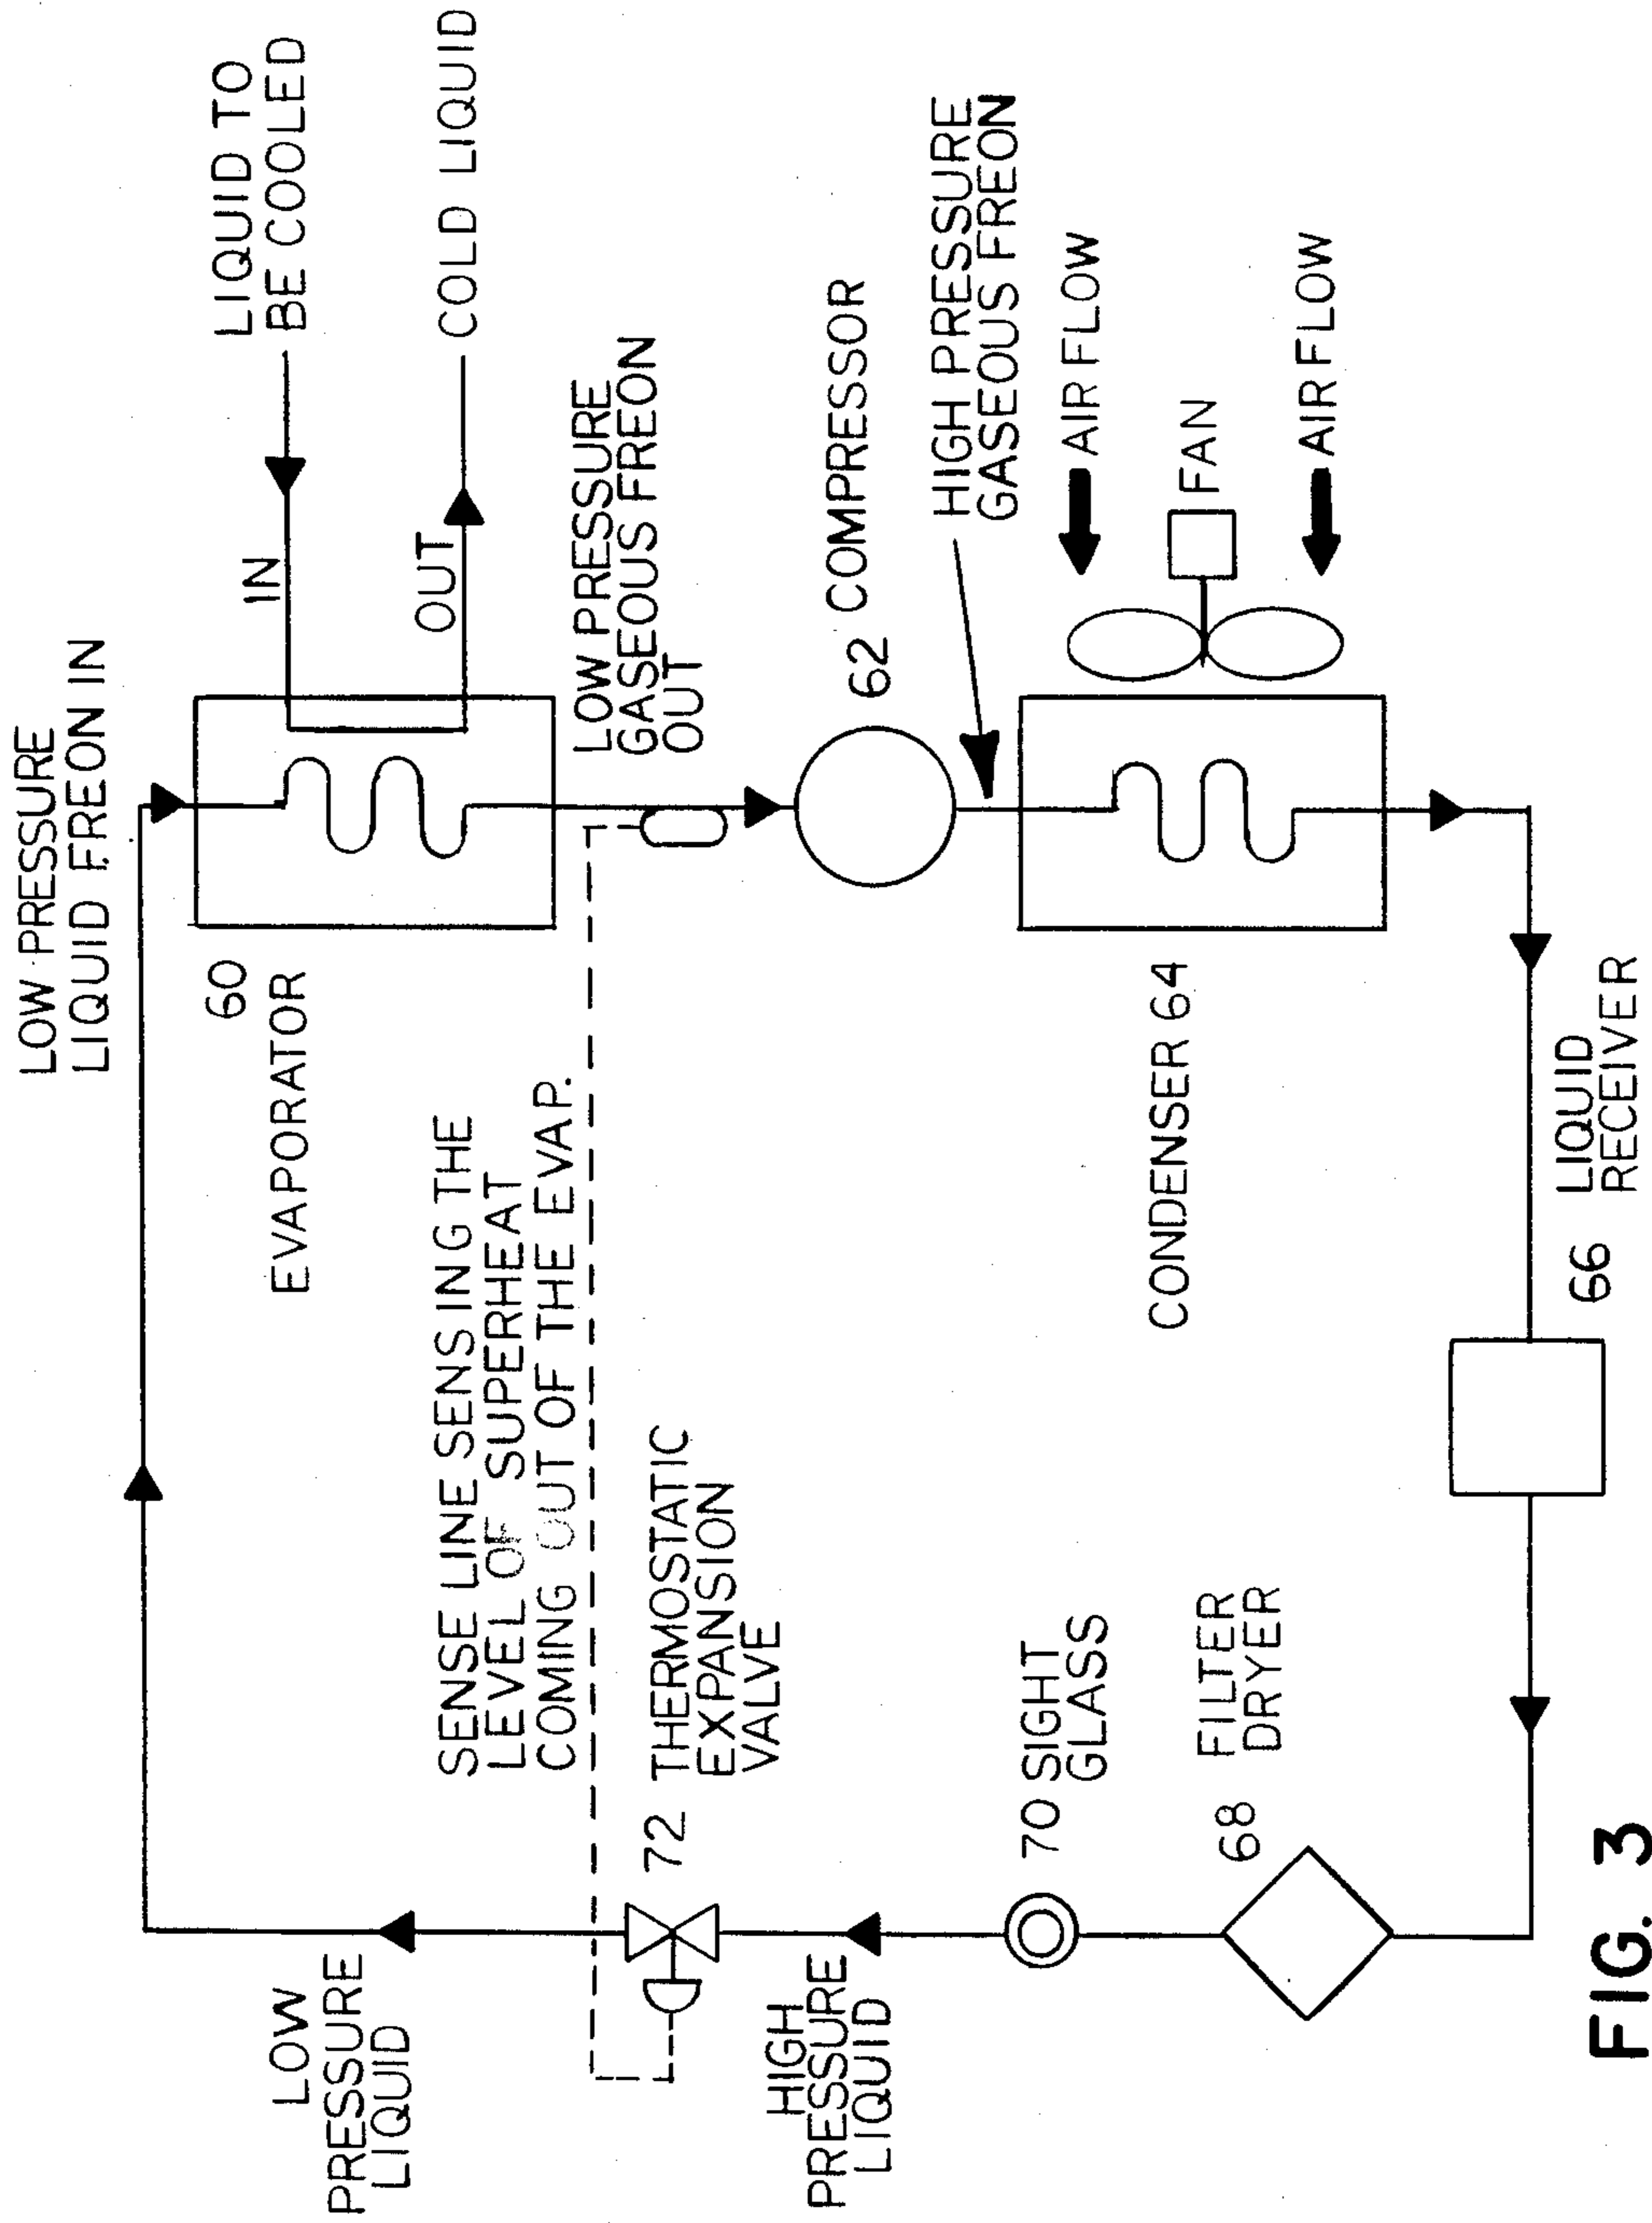 LOW PRESSURE
LIQUID FREON IN
LIQUID TO
BE COOLED
IN
COLD LIQUID
OUT
60
EVAPORATOR
LOW PRESSURE
GASEOUS FREON
OUT
SENSE LINE SENSING THE
LEVEL OF SUPERHEAT
COMING OUT OF THE EVAP.
LOW
PRESSURE
LIQUID
72 THERMOSTATIC
EXPANSION
VALVE
62 COMPRESSOR
HIGH PRESSURE
GASEOUS FREON
HIGH
PRESSURE
LIQUID
AIR FLOW
FAN
AIR FLOW
CONDENSER 64
70 SIGHT
GLASS
68 FILTER
DRYER
66 LIQUID
RECEIVER
FIG. 3